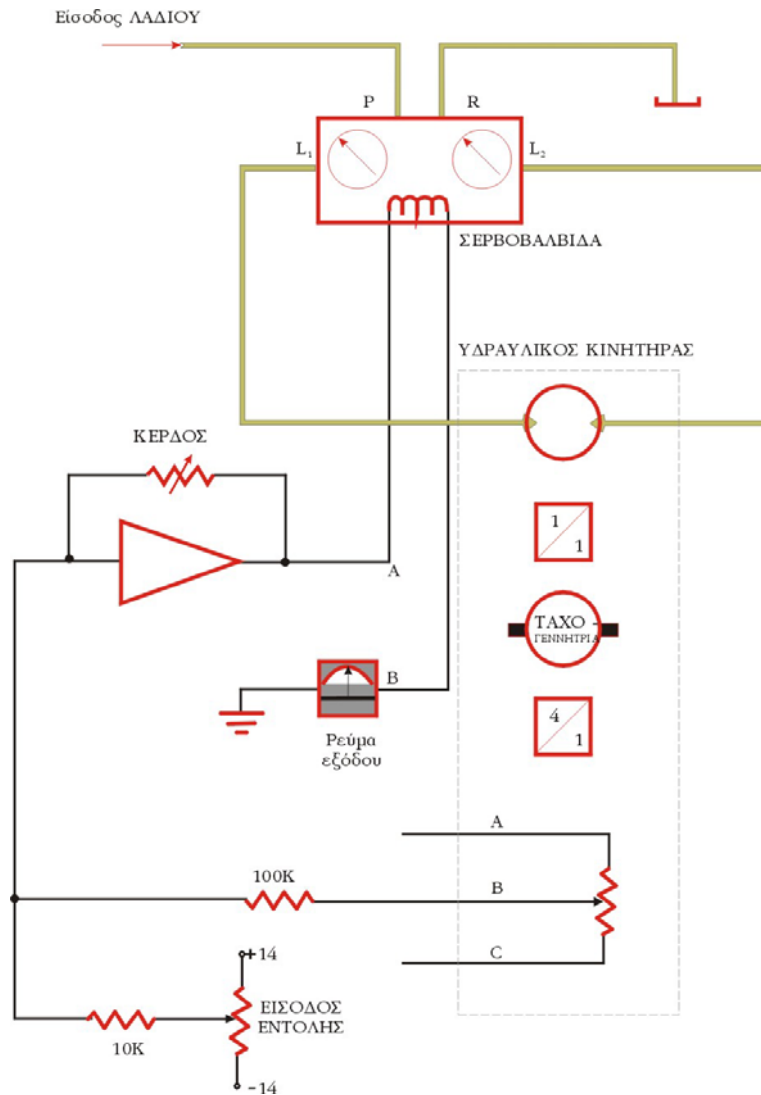 Είσοδος ΛΑΔΙΟΥ
P
R
L₁
L₂
ΣΕΡΒΟΒΑΛΒΙΔΑ
ΥΔΡΑΥΛΙΚΟΣ ΚΙΝΗΤΗΡΑΣ
ΚΕΡΔΟΣ
1
1
A
ΤΑΧΟ -
ΓΕΝΝΗΤΡΙΑ
B
4
1
Ρεύμα
εξόδου
A
100K
B
C
+14
ΕΙΣΟΔΟΣ
ΕΝΤΟΛΗΣ
10K
-14